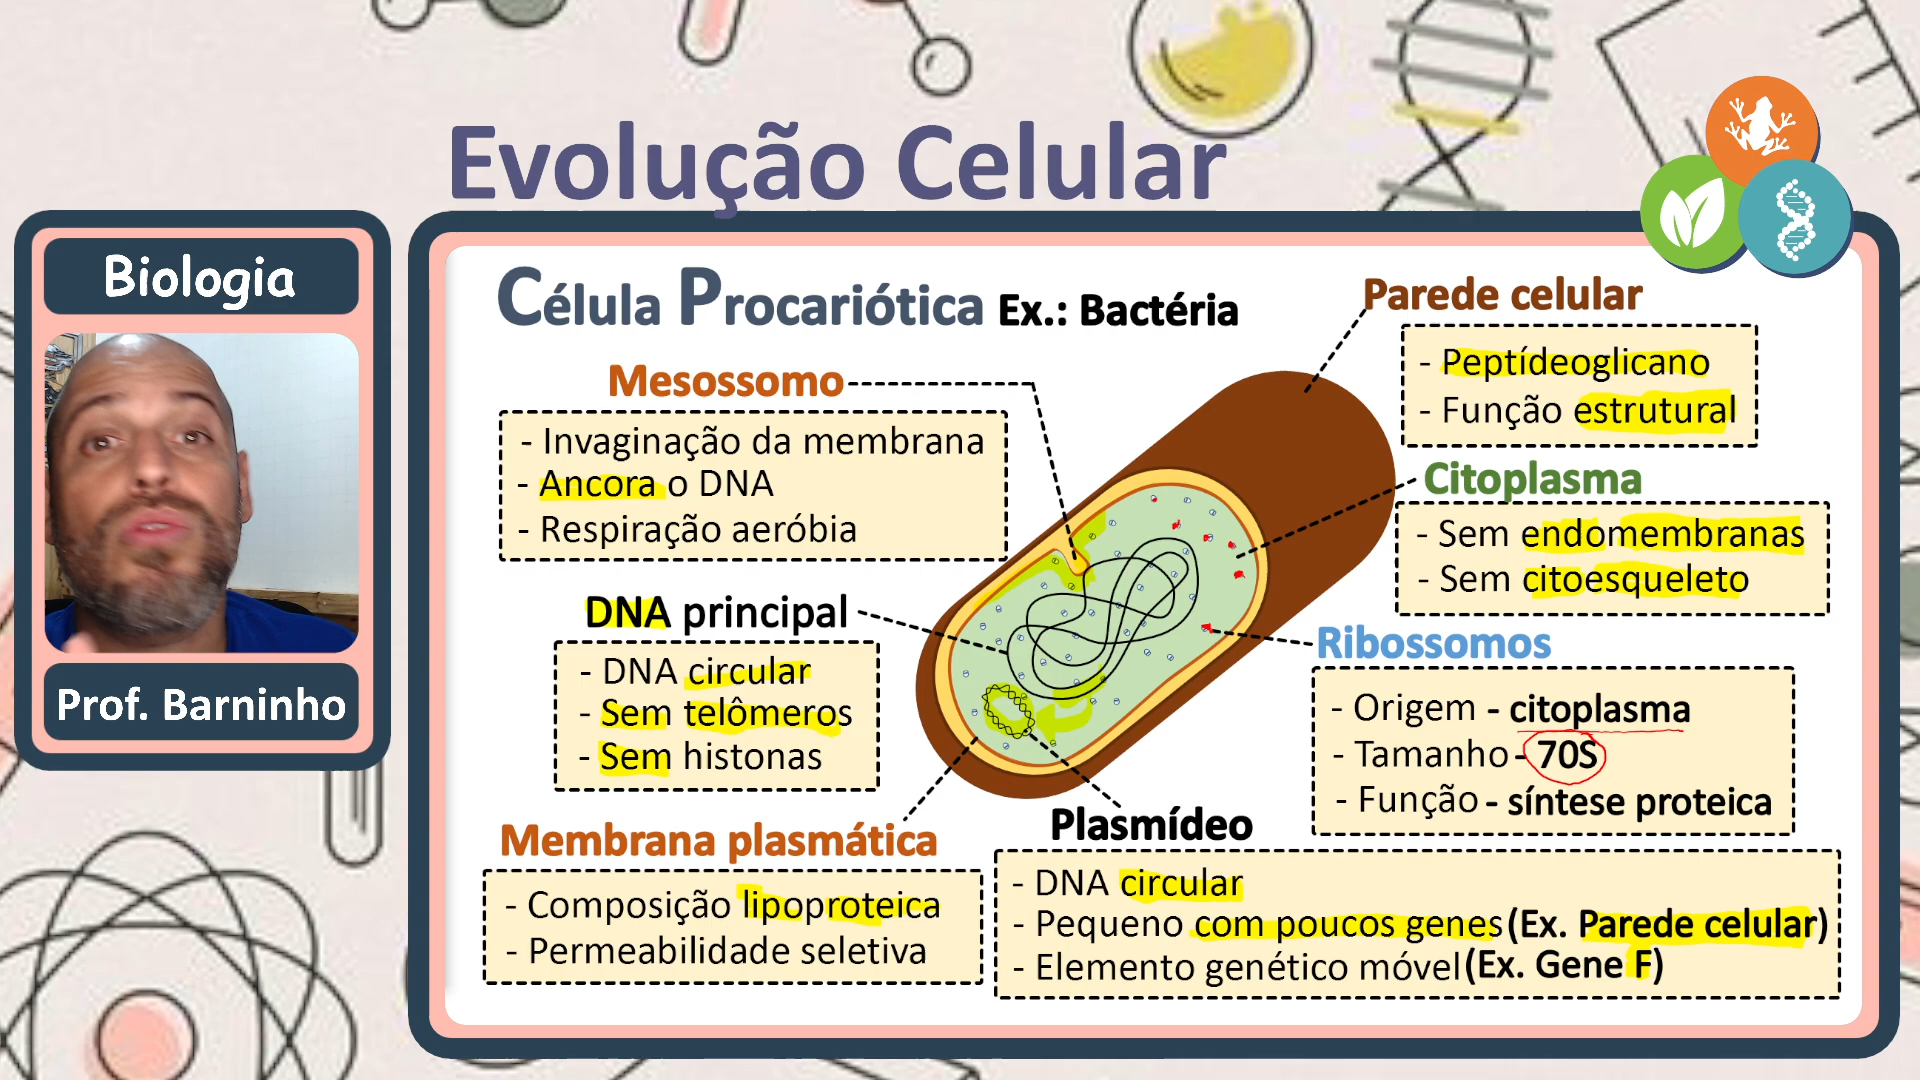 Evolução Celular
Biologia
Prof. Barninho
Célula Procariótica Ex.: Bactéria
Mesossomo
- Invaginação da membrana
- Ancora o DNA
- Respiração aeróbia
DNA principal
- DNA circular
- Sem telômeros
- Sem histonas
Membrana plasmática
- Composição lipoproteica
- Permeabilidade seletiva
Parede celular
- Peptídeoglicano
- Função estrutural
Citoplasma
- Sem endomembranas
- Sem citoesqueleto
Ribossomos
- Origem - citoplasma
- Tamanho - 70S
- Função - síntese proteica
Plasmídeo
- DNA circular
- Pequeno com poucos genes (Ex. Parede celular)
- Elemento genético móvel (Ex. Gene F)